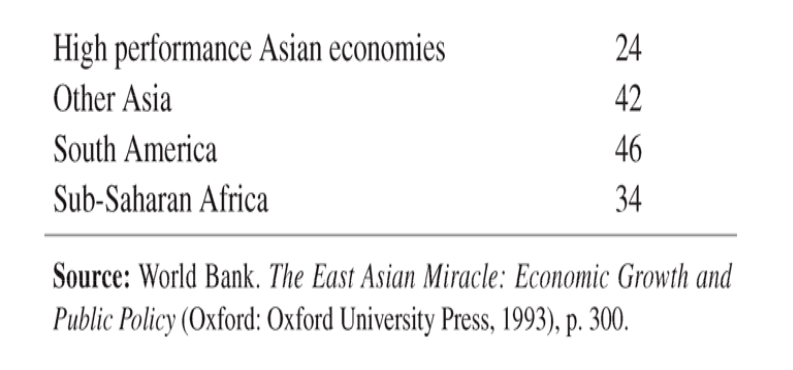 High performance Asian economies 24
Other Asia 42
South America 46
Sub-Saharan Africa 34
Source: World Bank. The East Asian Miracle: Economic Growth and
Public Policy (Oxford: Oxford University Press, 1993), p. 300.